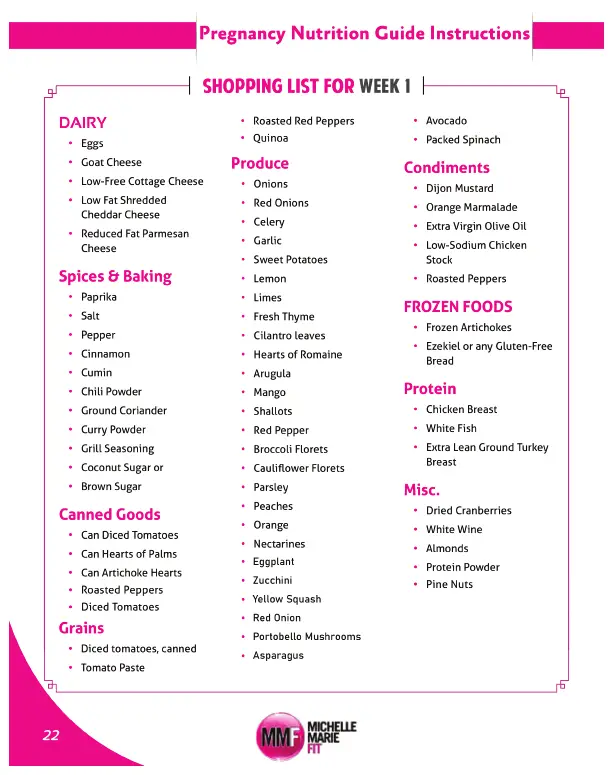 Pregnancy Nutrition Guide Instructions
SHOPPING LIST FOR WEEK 1
DAIRY
• Eggs
• Goat Cheese
• Low-Free Cottage Cheese
• Low Fat Shredded
Cheddar Cheese
• Reduced Fat Parmesan
Cheese
Spices & Baking
• Paprika
• Salt
• Pepper
• Cinnamon
• Cumin
• Chili Powder
• Ground Coriander
• Curry Powder
• Grill Seasoning
• Coconut Sugar or
• Brown Sugar
Canned Goods
• Can Diced Tomatoes
• Can Hearts of Palms
• Can Artichoke Hearts
• Roasted Peppers
• Diced Tomatoes
Grains
• Diced tomatoes, canned
• Tomato Paste
• Roasted Red Peppers
• Quinoa
Produce
• Onions
• Red Onions
• Celery
• Garlic
• Sweet Potatoes
• Lemon
• Limes
• Fresh Thyme
• Cilantro leaves
• Hearts of Romaine
• Arugula
• Mango
• Shallots
• Red Pepper
• Broccoli Florets
• Cauliflower Florets
• Parsley
• Peaches
• Orange
• Nectarines
• Eggplant
• Zucchini
• Yellow Squash
• Red Onion
• Portobello Mushrooms
• Asparagus
• Avocado
• Packed Spinach
Condiments
• Dijon Mustard
• Orange Marmalade
• Extra Virgin Olive Oil
• Low-Sodium Chicken
Stock
• Roasted Peppers
FROZEN FOODS
• Frozen Artichokes
• Ezekiel or any Gluten-Free
Bread
Protein
• Chicken Breast
• White Fish
• Extra Lean Ground Turkey
Breast
Misc.
• Dried Cranberries
• White Wine
• Almonds
• Protein Powder
• Pine Nuts
22
MMF
MICHELLE
MARIE
FIT